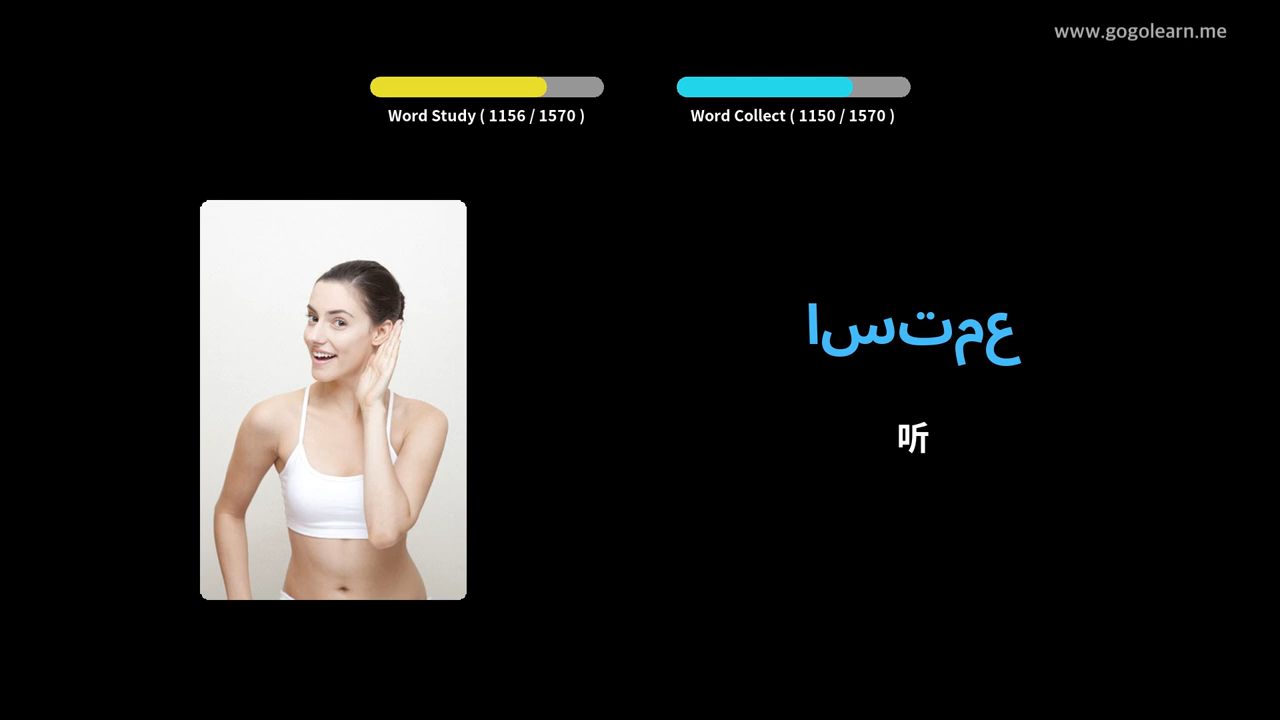 www.gogolearn.me
Word Study ( 1156 / 1570 )
Word Collect ( 1150 / 1570 )
استمع
听